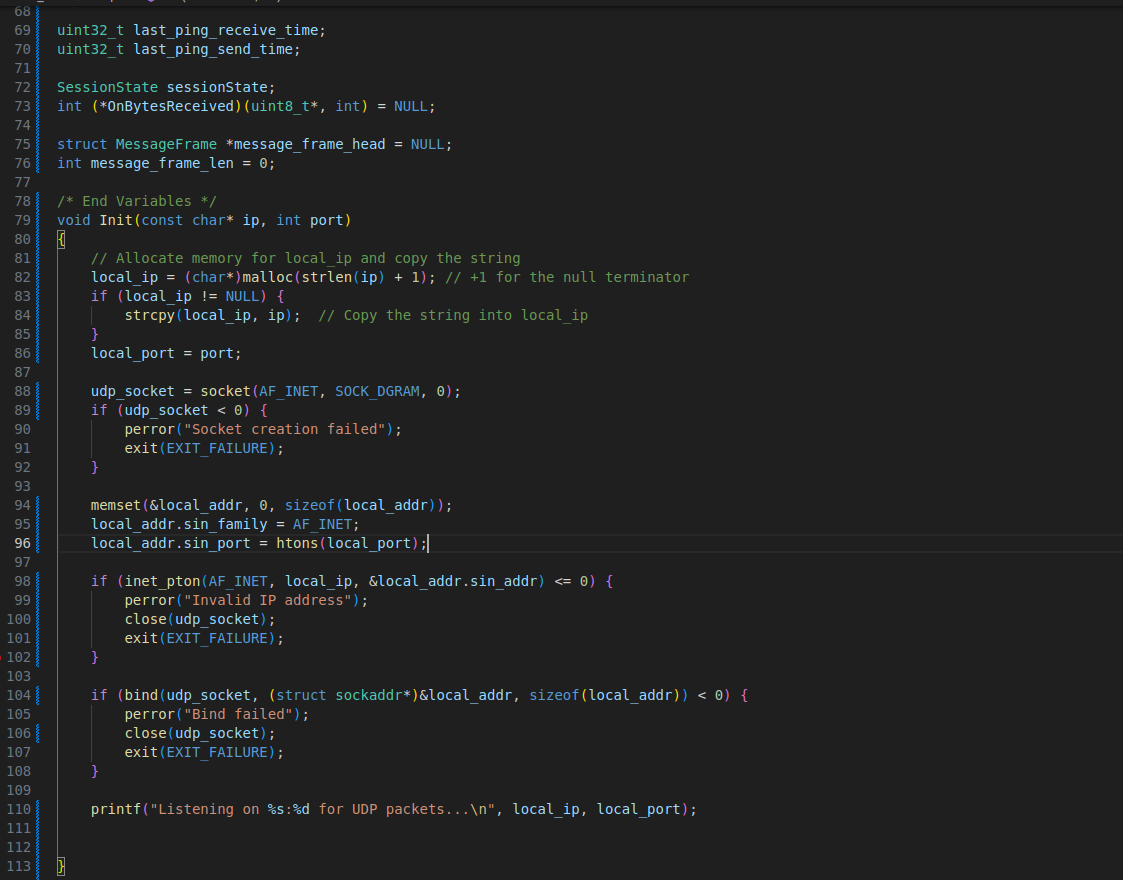 68
69 uint32_t last_ping_receive_time;
70 uint32_t last_ping_send_time;
71
72 SessionState sessionState;
73 int (*OnBytesReceived)(uint8_t*, int) = NULL;
74
75 struct MessageFrame *message_frame_head = NULL;
76 int message_frame_len = 0;
77
78 /* End Variables */
79 void Init(const char* ip, int port)
80 {
81     // Allocate memory for local_ip and copy the string
82     local_ip = (char*)malloc(strlen(ip) + 1); // +1 for the null terminator
83     if (local_ip != NULL) {
84         strcpy(local_ip, ip);  // Copy the string into local_ip
85     }
86     local_port = port;
87
88     udp_socket = socket(AF_INET, SOCK_DGRAM, 0);
89     if (udp_socket < 0) {
90         perror("Socket creation failed");
91         exit(EXIT_FAILURE);
92     }
93
94     memset(&local_addr, 0, sizeof(local_addr));
95     local_addr.sin_family = AF_INET;
96     local_addr.sin_port = htons(local_port);
97
98     if (inet_pton(AF_INET, local_ip, &local_addr.sin_addr) <= 0) {
99         perror("Invalid IP address");
100         close(udp_socket);
101         exit(EXIT_FAILURE);
102     }
103
104     if (bind(udp_socket, (struct sockaddr*)&local_addr, sizeof(local_addr)) < 0) {
105         perror("Bind failed");
106         close(udp_socket);
107         exit(EXIT_FAILURE);
108     }
109
110     printf("Listening on %s:%d for UDP packets...\n", local_ip, local_port);
111
112
113 }